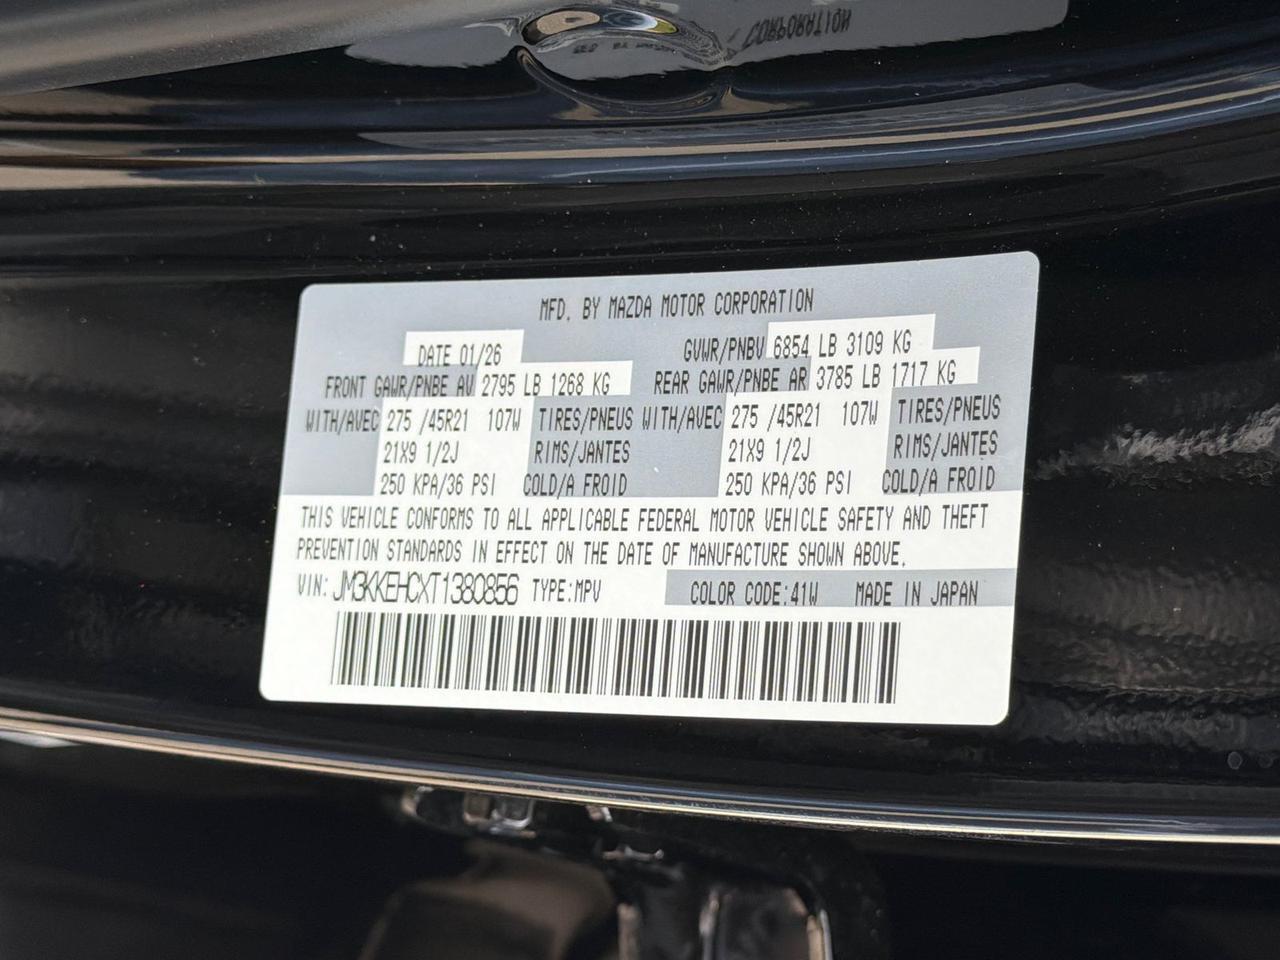 MFD. BY MAZDA MOTOR CORPORATION
DATE 01/26 GVWR/PNBV 6854 LB 3109 KG
FRONT GAWR/PNBE AV 2795 LB 1268 KG REAR GAWR/PNBE AR 3785 LB 1717 KG
WITH/AVEC 275 /45R21 107W TIRES/PNEUS WITH/AVEC 275 /45R21 107W TIRES/PNEUS
21X9 1/2J RIMS/JANTES 21X9 1/2J RIMS/JANTES
250 KPA/36 PSI COLD/A FROID 250 KPA/36 PSI COLD/A FROID
THIS VEHICLE CONFORMS TO ALL APPLICABLE FEDERAL MOTOR VEHICLE SAFETY AND THEFT
PREVENTION STANDARDS IN EFFECT ON THE DATE OF MANUFACTURE SHOWN ABOVE.
VIN: JM3KKEHCXT1380856 TYPE:MPV COLOR CODE:41W MADE IN JAPAN